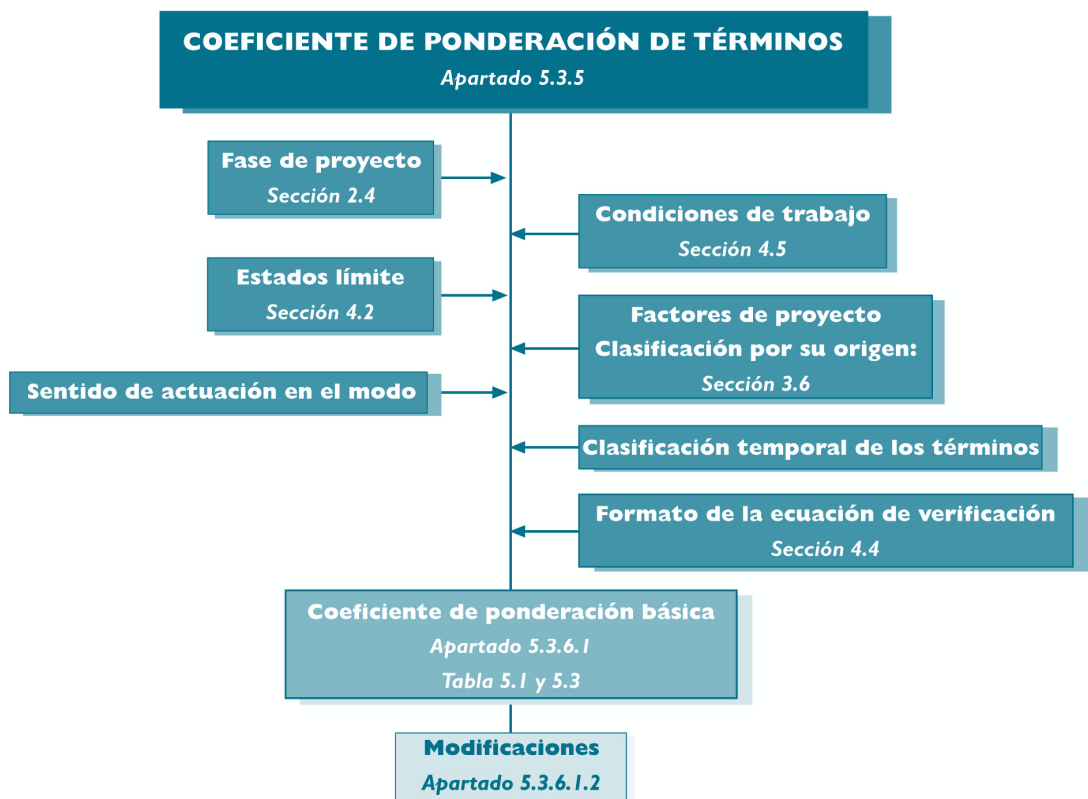 COEFICIENTE DE PONDERACIÓN DE TÉRMINOS
Apartado 5.3.5
Fase de proyecto
Sección 2.4
Condiciones de trabajo
Sección 4.5
Estados límite
Sección 4.2
Factores de proyecto
Clasificación por su origen:
Sección 3.6
Sentido de actuación en el modo
Clasificación temporal de los términos
Formato de la ecuación de verificación
Sección 4.4
Coeficiente de ponderación básica
Apartado 5.3.6.1
Tabla 5.1 y 5.3
Modificaciones
Apartado 5.3.6.1.2